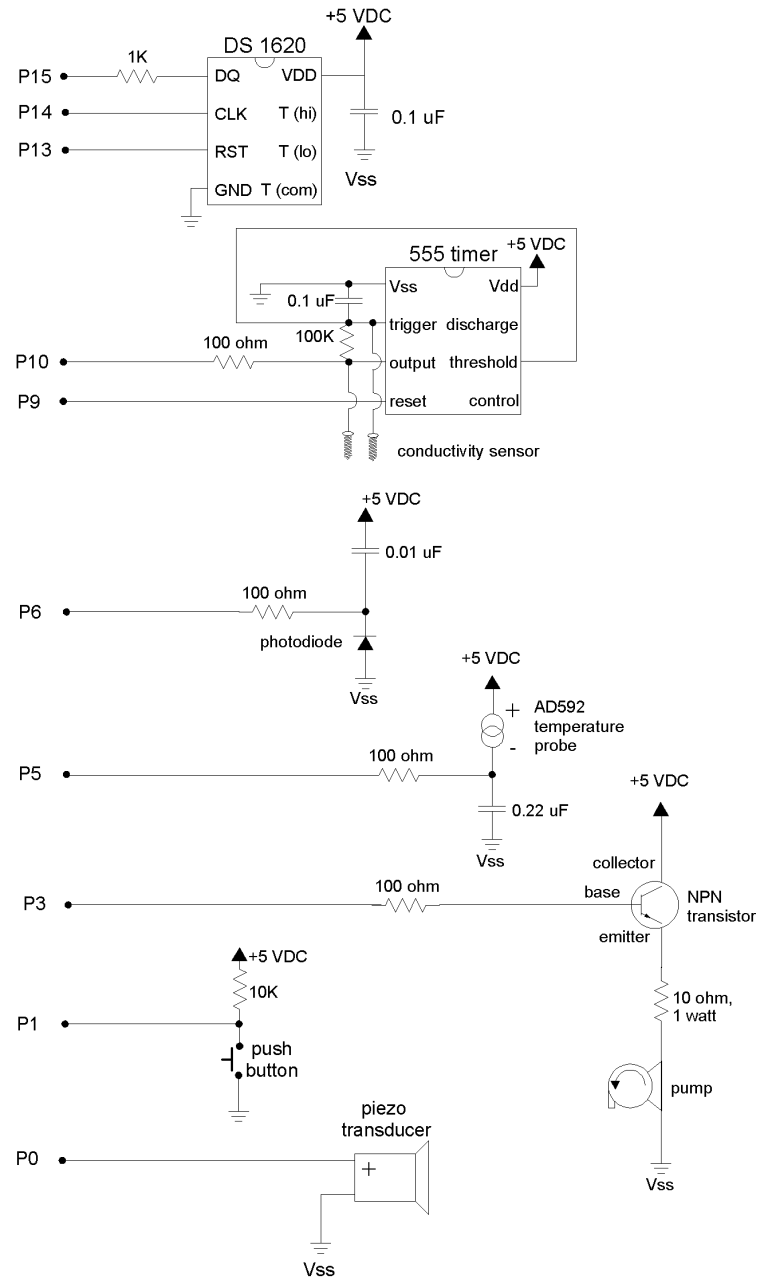 +5 VDC
DS 1620
1K
P15
DQ
VDD
P14
CLK
T (hi)
0.1 uF
P13
RST
T (lo)
Vss
GND
T (com)
555 timer
+5 VDC
Vss
Vdd
0.1 uF
trigger
discharge
100 ohm
100K
P10
output
threshold
P9
reset
control
conductivity sensor
+5 VDC
0.01 uF
100 ohm
P6
photodiode
Vss
+5 VDC
+
AD592
temperature
probe
-
100 ohm
P5
+5 VDC
0.22 uF
Vss
collector
100 ohm
base
NPN
transistor
P3
emitter
+5 VDC
10K
10 ohm,
1 watt
P1
push
button
pump
piezo
transducer
P0
+
Vss
Vss